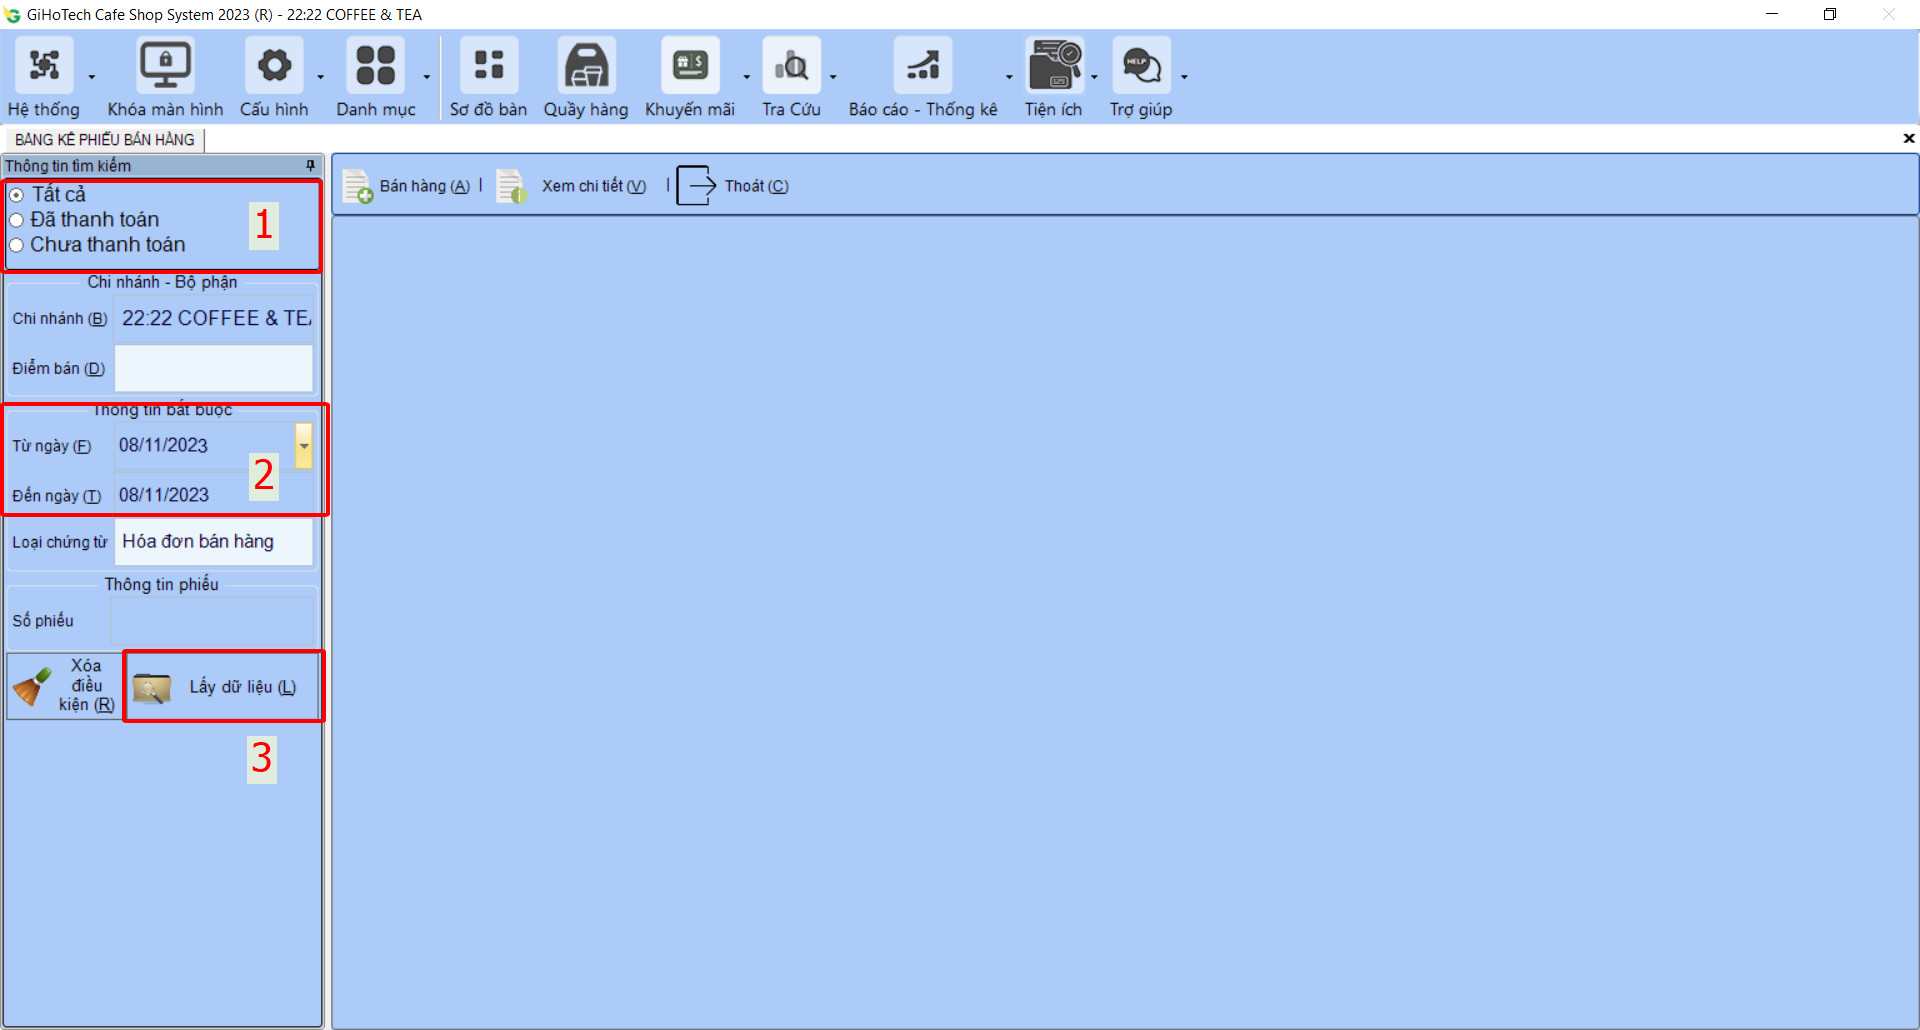 GiHoTech Cafe Shop System 2023 (R) - 22:22 COFFEE & TEA
Hệ thống
Khóa màn hình
Cấu hình
Danh mục
Sơ đồ bàn
Quầy hàng
Khuyến mãi
Tra Cứu
Báo cáo - Thống kê
HELP
Tiện ích
Trợ giúp
BẢNG KÊ PHIẾU BÁN HÀNG
Thông tin tìm kiếm
Tất cả
Đã thanh toán
Chưa thanh toán
1
Bán hàng (A)
Xem chi tiết (V)
Thoát (C)
Chi nhánh - Bộ phận
Chi nhánh (B) 22:22 COFFEE & TE
Điểm bán (D)
Thông tin bắt buộc
Từ ngày (F) 08/11/2023
2
Đến ngày (T) 08/11/2023
Loại chứng từ Hóa đơn bán hàng
Thông tin phiếu
Số phiếu
Xóa
điều
kiện (R)
Lấy dữ liệu (L)
3